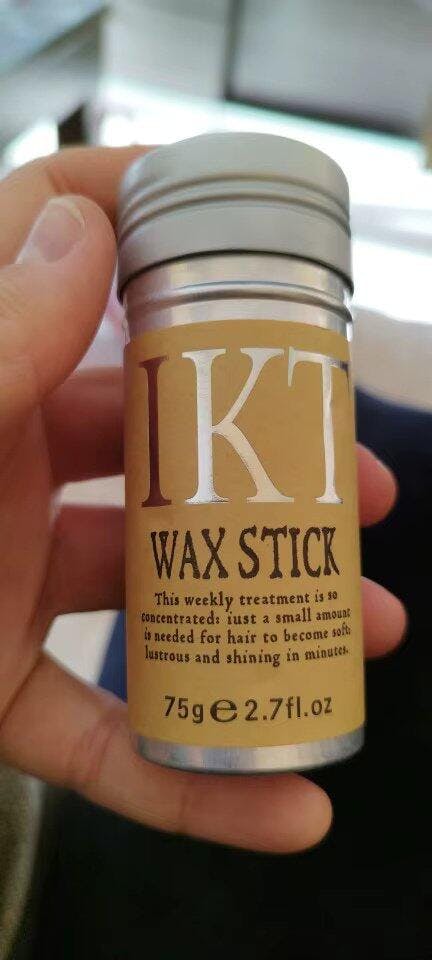 IKT
WAX STICK
This weekly treatment is so
concentrated: iust a small amount
is needed for hair to become soft,
lustrous and shining in minutes.
75g e 2.7fl.oz